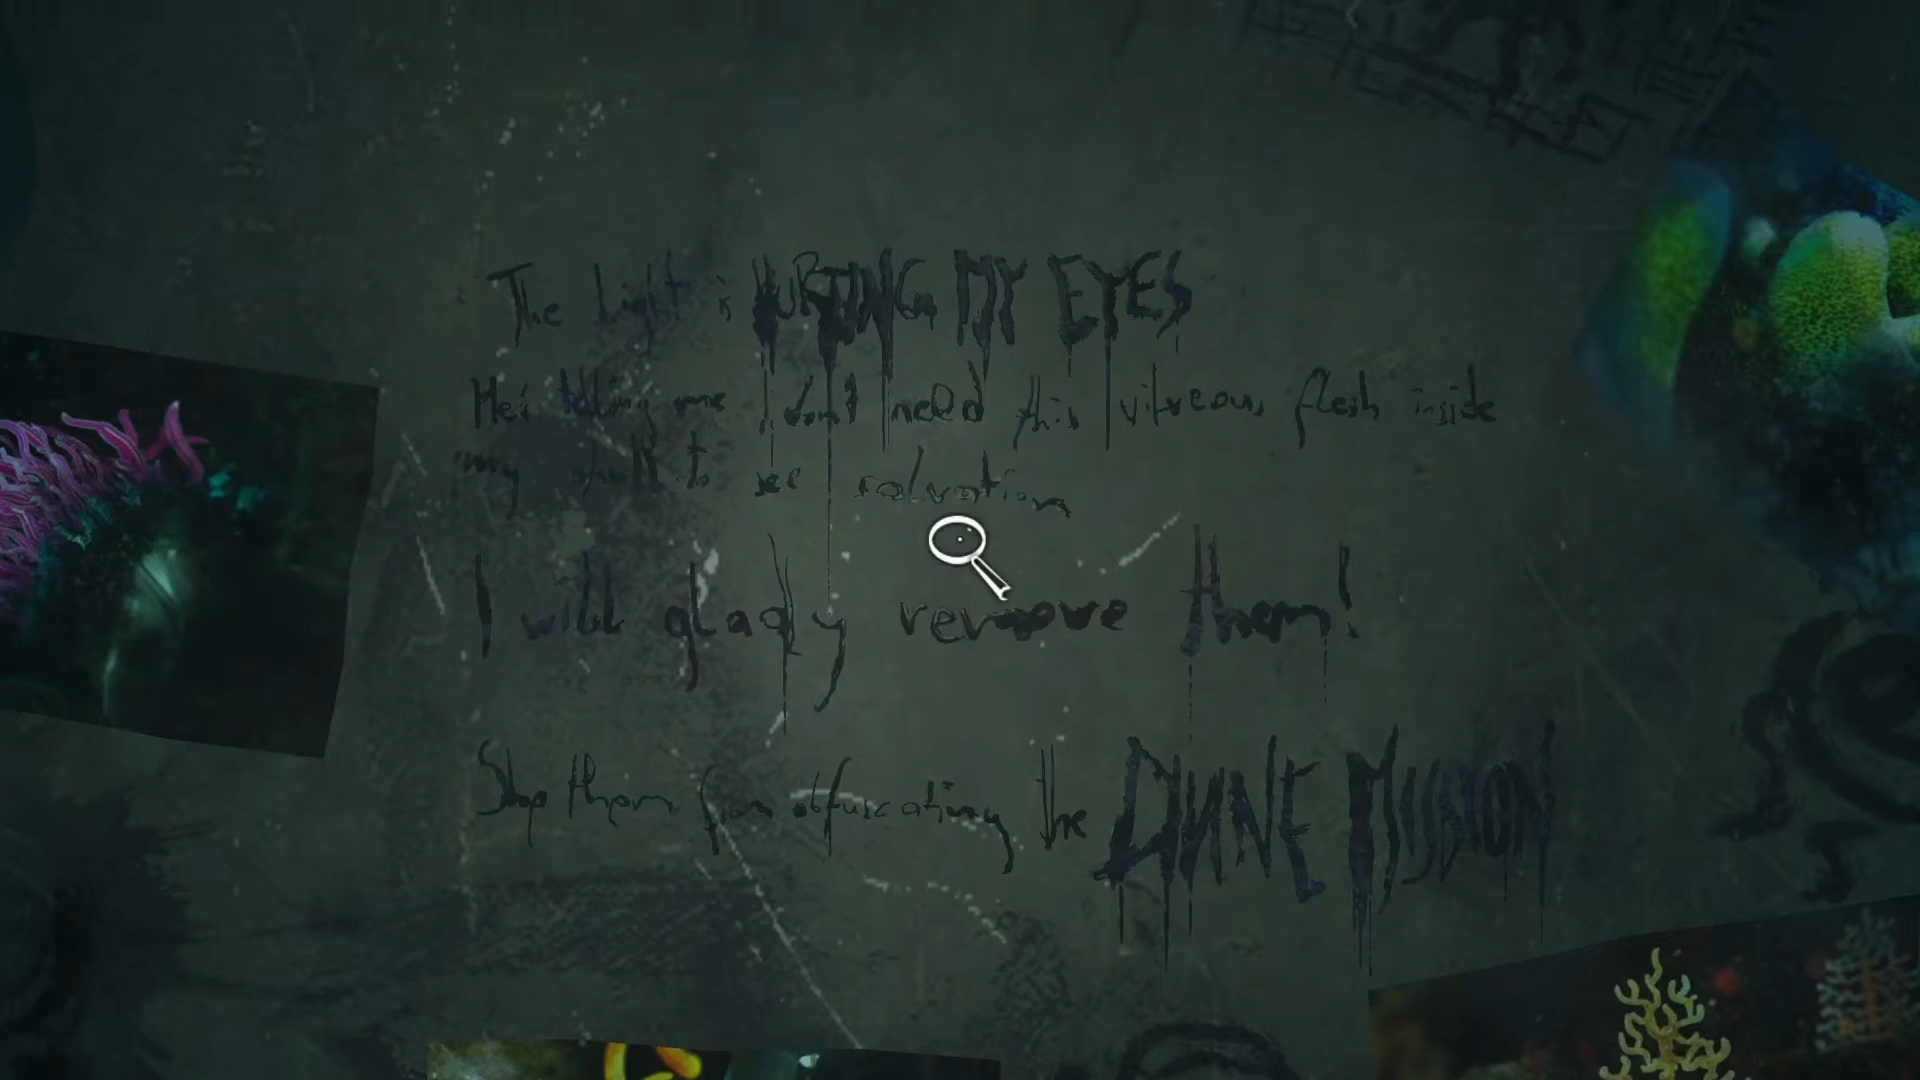 The Light is HURTING MY EYES
He's telling me I don't need this vitreous flesh inside
my skull to see salvation
I will glady remove them!
Stop them from obfuscating the DIVINE MISSION